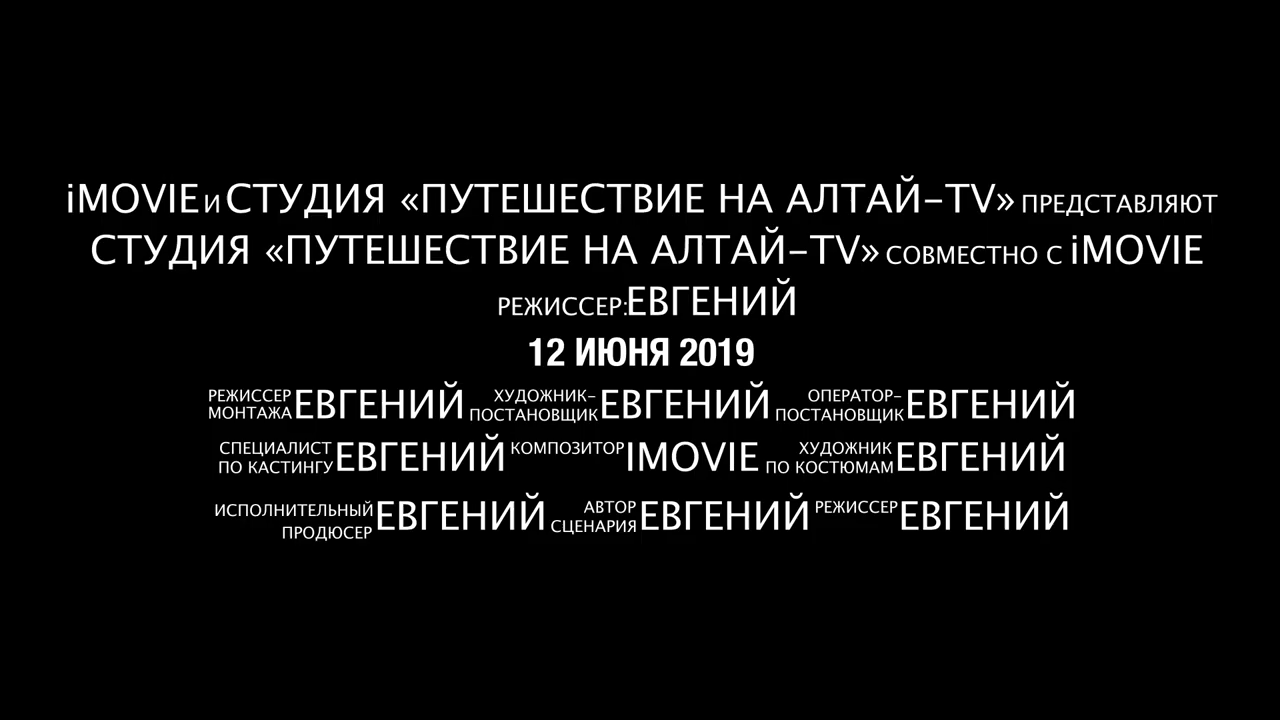 iMOVIE И СТУДИЯ «ПУТЕШЕСТВИЕ НА АЛТАЙ-TV» ПРЕДСТАВЛЯЮТ
СТУДИЯ «ПУТЕШЕСТВИЕ НА АЛТАЙ-TV» СОВМЕСТНО С iMOVIE
РЕЖИССЕР:ЕВГЕНИЙ
12 ИЮНЯ 2019
РЕЖИССЕР МОНТАЖА ЕВГЕНИЙ ХУДОЖНИК-ПОСТАНОВЩИК ЕВГЕНИЙ ОПЕРАТОР-ПОСТАНОВЩИК ЕВГЕНИЙ
СПЕЦИАЛИСТ ПО КАСТИНГУ ЕВГЕНИЙ КОМПОЗИТОР IMOVIE ХУДОЖНИК ПО КОСТЮМАМ ЕВГЕНИЙ
ИСПОЛНИТЕЛЬНЫЙ ПРОДЮСЕР ЕВГЕНИЙ АВТОР СЦЕНАРИЯ ЕВГЕНИЙ РЕЖИССЕР ЕВГЕНИЙ